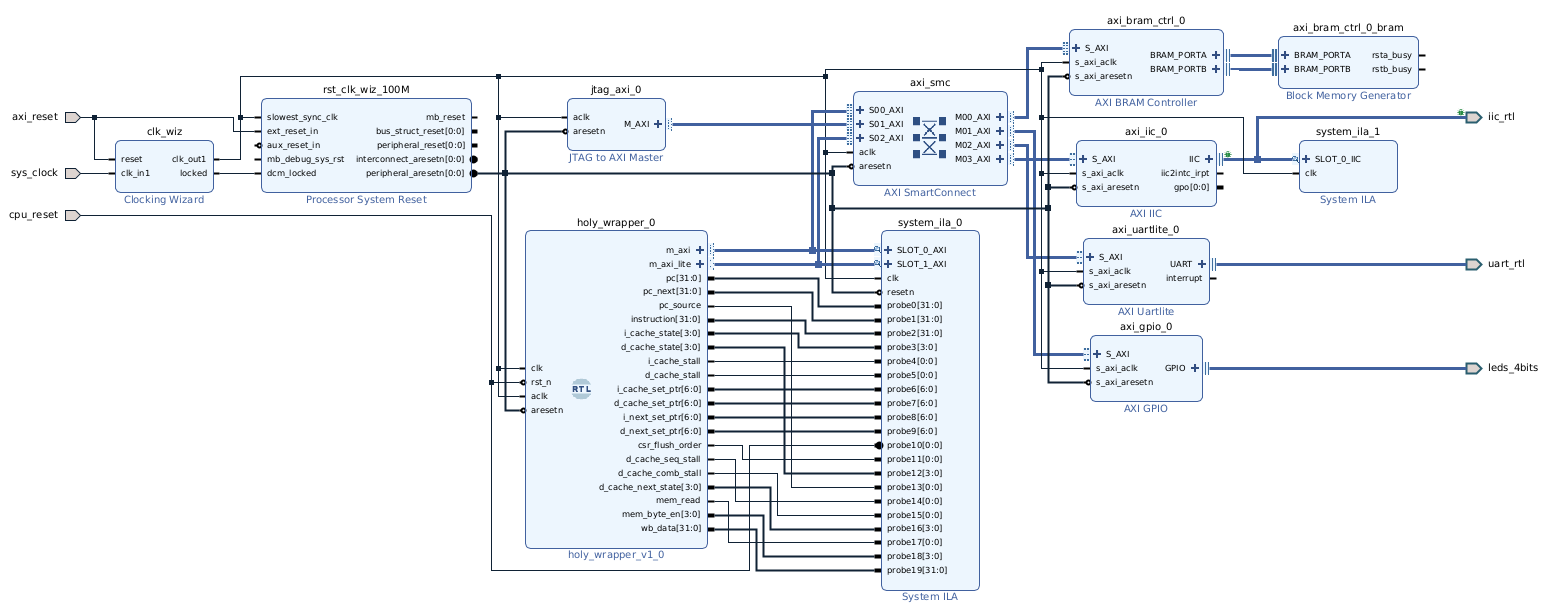 axi_reset
sys_clock
cpu_reset
clk_wiz
reset
clk_in1
clk_out1
locked
Clocking Wizard
rst_clk_wiz_100M
slowest_sync_clk
ext_reset_in
aux_reset_in
mb_debug_sys_rst
dcm_locked
mb_reset
bus_struct_reset[0:0]
peripheral_reset[0:0]
interconnect_aresetn[0:0]
peripheral_aresetn[0:0]
Processor System Reset
jtag_axi_0
aclk
aresetn
M_AXI
JTAG to AXI Master
holy_wrapper_0
clk
rst_n
aclk
aresetn
RTL
m_axi
m_axi_lite
pc[31:0]
pc_next[31:0]
pc_source
instruction[31:0]
i_cache_state[3:0]
d_cache_state[3:0]
i_cache_stall
d_cache_stall
i_cache_set_ptr[6:0]
d_cache_set_ptr[6:0]
i_next_set_ptr[6:0]
d_next_set_ptr[6:0]
csr_flush_order
d_cache_seq_stall
d_cache_comb_stall
d_cache_next_state[3:0]
mem_read
mem_byte_en[3:0]
wb_data[31:0]
holy_wrapper_v1_0
axi_smc
S00_AXI
S01_AXI
S02_AXI
aclk
aresetn
M00_AXI
M01_AXI
M02_AXI
M03_AXI
AXI SmartConnect
system_ila_0
SLOT_0_AXI
SLOT_1_AXI
clk
resetn
probe0[31:0]
probe1[31:0]
probe2[31:0]
probe3[3:0]
probe4[0:0]
probe5[0:0]
probe6[6:0]
probe7[6:0]
probe8[6:0]
probe9[6:0]
probe10[0:0]
probe11[0:0]
probe12[3:0]
probe13[0:0]
probe14[0:0]
probe15[0:0]
probe16[3:0]
probe17[0:0]
probe18[3:0]
probe19[31:0]
System ILA
axi_bram_ctrl_0
S_AXI
s_axi_aclk
s_axi_aresetn
BRAM_PORTA
BRAM_PORTB
AXI BRAM Controller
axi_bram_ctrl_0_bram
BRAM_PORTA
BRAM_PORTB
rsta_busy
rstb_busy
Block Memory Generator
axi_iic_0
S_AXI
s_axi_aclk
s_axi_aresetn
IIC
iic2intc_irpt
gpo[0:0]
AXI IIC
system_ila_1
SLOT_0_IIC
clk
System ILA
axi_uartlite_0
S_AXI
s_axi_aclk
s_axi_aresetn
UART
interrupt
AXI Uartlite
axi_gpio_0
S_AXI
s_axi_aclk
s_axi_aresetn
GPIO
AXI GPIO
iic_rtl
uart_rtl
leds_4bits